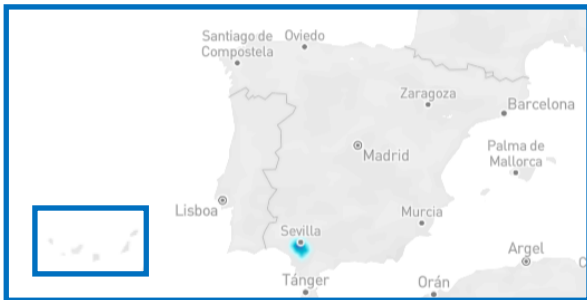 Santiago de
Compostela
Oviedo
Zaragoza
Barcelona
Madrid
Palma de
Mallorca
Lisboa
Sevilla
Murcia
Argel
C
Tánger
Orán